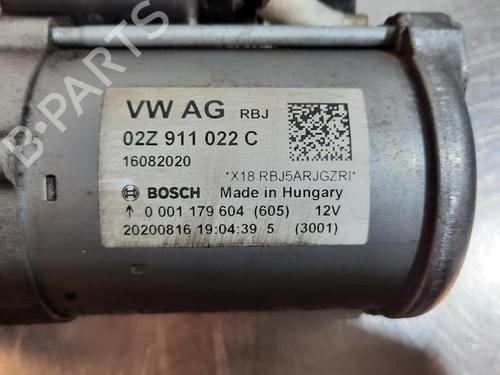 VW AG RBJ
02Z 911 022 C
16082020
*X18 RBJ5ARJGZRI*
BOSCH Made in Hungary
↑ 0 001 179 604 (605) 12V
20200816 19:04:39 5 (3001)
B-PARTS